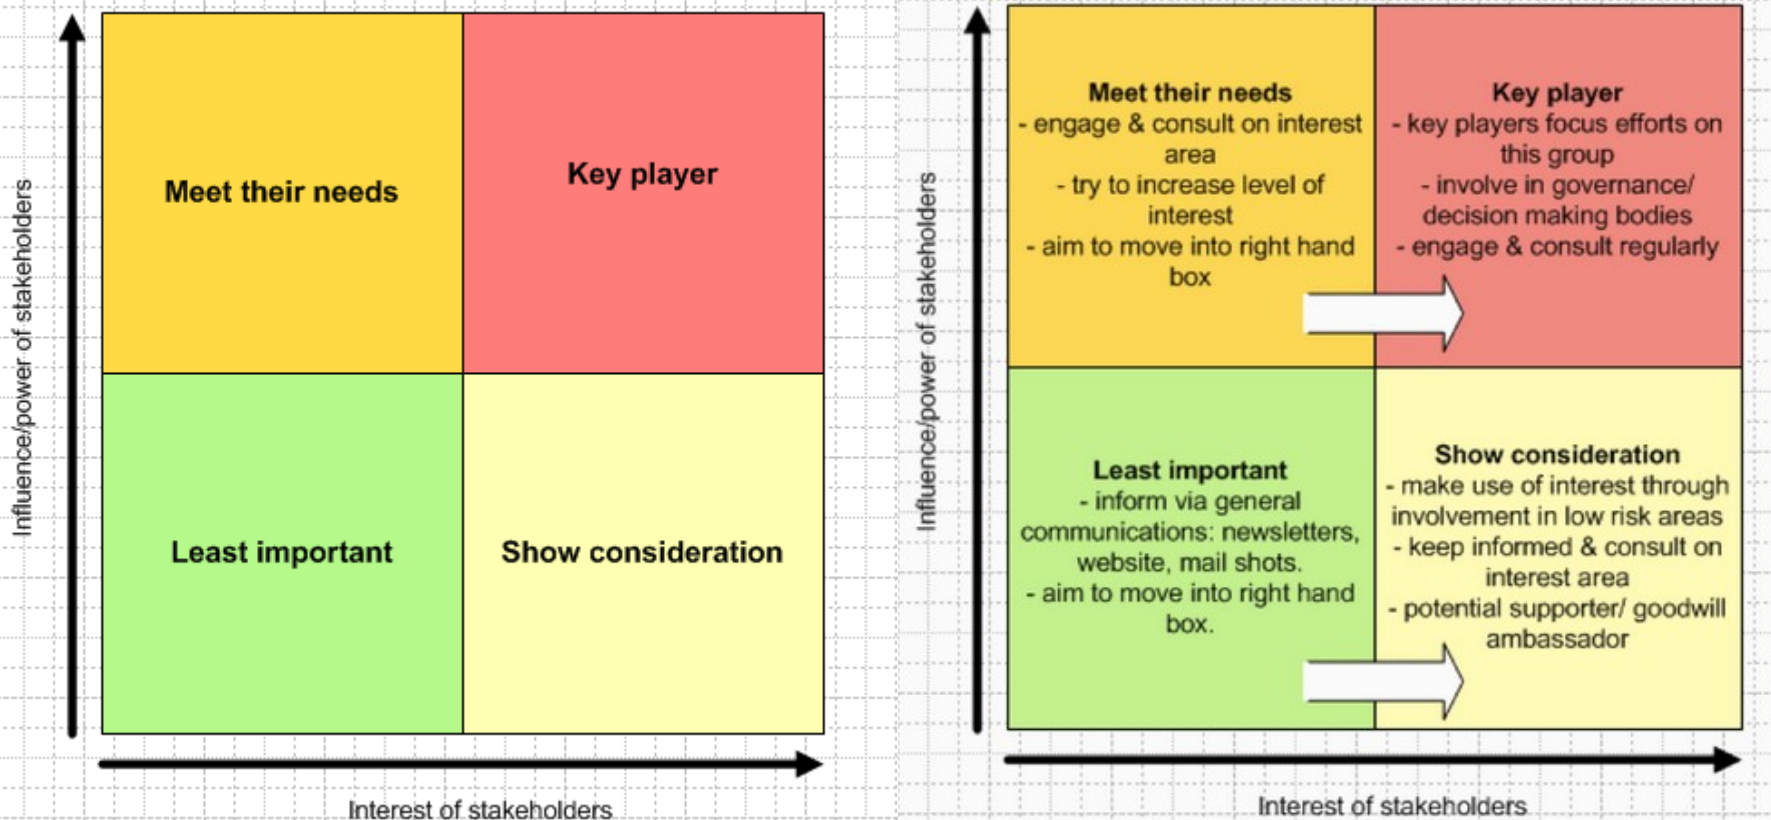 Influence/power of stakeholders
Meet their needs
Key player
Least important
Show consideration
Interest of stakeholders
Influence/power of stakeholders
Meet their needs
- engage & consult on interest
area
- try to increase level of
interest
- aim to move into right hand
box
Key player
- key players focus efforts on
this group
- involve in governance/
decision making bodies
- engage & consult regularly
Least important
- inform via general
communications: newsletters,
website, mail shots.
- aim to move into right hand
box.
Show consideration
- make use of interest through
involvement in low risk areas
- keep informed & consult on
interest area
- potential supporter/ goodwill
ambassador
Interest of stakeholders